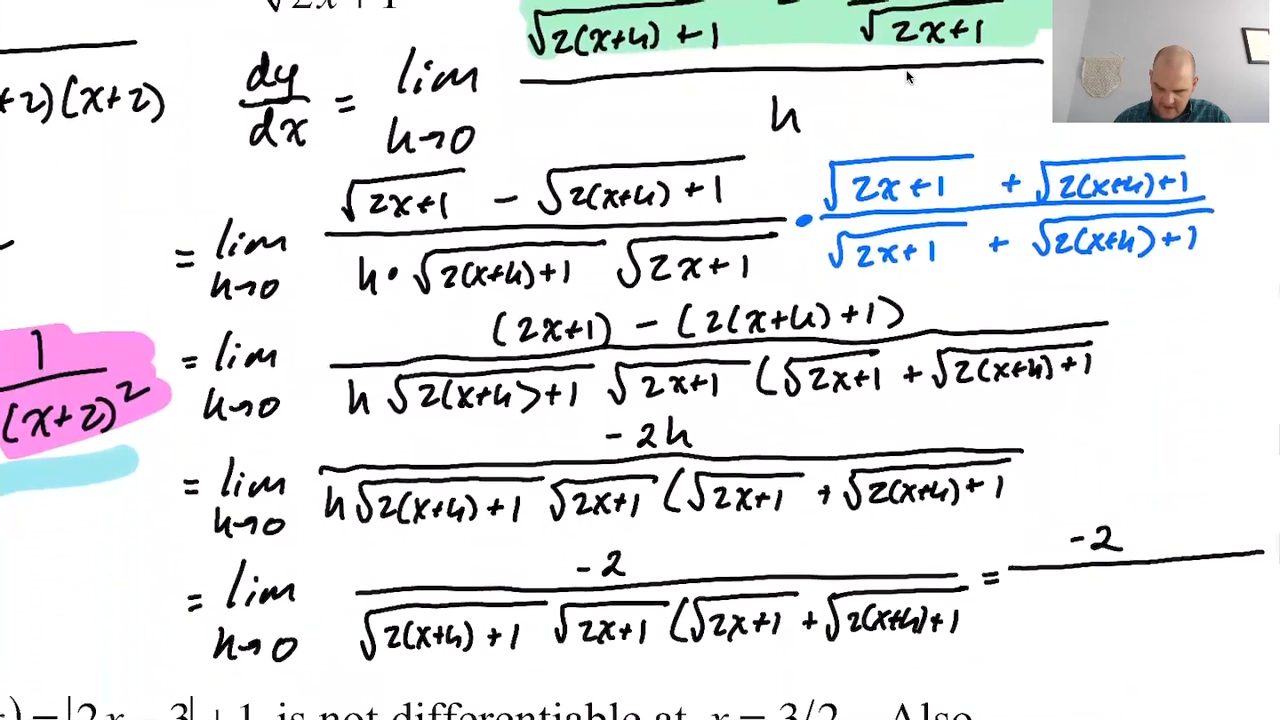 √2x + 1
√2(x+h) + 1 - √2x+1
+2)(x+2) dy/dx = lim h→0 h
= lim h→0 (√2x+1 - √2(x+h) + 1)/(h • √2(x+h)+1 √2x+1) • (√2x+1 + √2(x+h)+1)/(√2x+1 + √2(x+h)+1)
1/(x+2)²
= lim h→0 ((2x+1) - (2(x+h)+1))/(h √2(x+h)+1 √2x+1 (√2x+1 + √2(x+h)+1)
= lim h→0 (-2h)/(h√2(x+h)+1 √2x+1 (√2x+1 + √2(x+h)+1)
= lim h→0 (-2)/(√2(x+h)+1 √2x+1 (√2x+1 + √2(x+h)+1) = -2
) = |2x - 3| + 1 is not differentiable at x = 3/2. Also